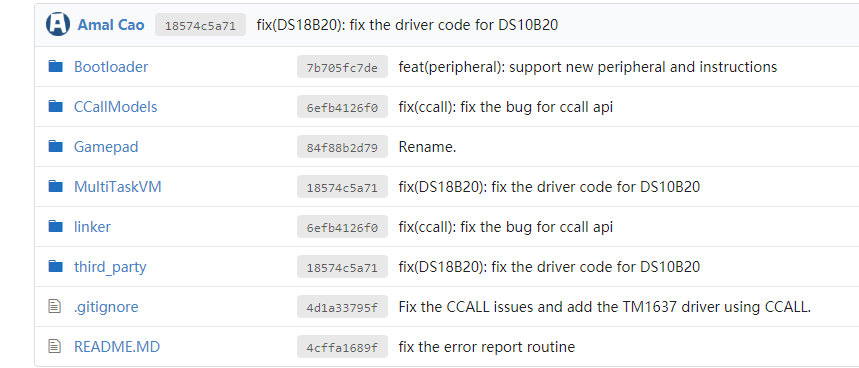 Amal Cao 18574c5a71 fix(DS18B20): fix the driver code for DS10B20
Bootloader 7b705fc7de feat(peripheral): support new peripheral and instructions
CCallModels 6efb4126f0 fix(ccall): fix the bug for ccall api
Gamepad 84f88b2d79 Rename.
MultiTaskVM 18574c5a71 fix(DS18B20): fix the driver code for DS10B20
linker 6efb4126f0 fix(ccall): fix the bug for ccall api
third_party 18574c5a71 fix(DS18B20): fix the driver code for DS10B20
.gitignore 4d1a33795f Fix the CCALL issues and add the TM1637 driver using CCALL.
README.MD 4cffa1689f fix the error report routine